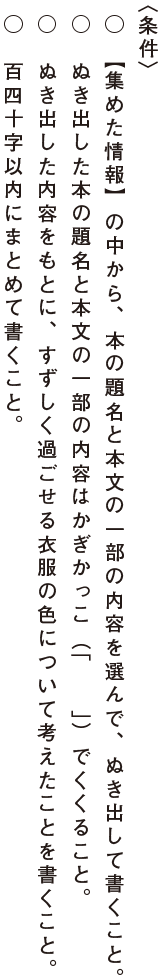 〈条件〉
○ 【集めた情報】の中から、本の題名と本文の一部の内容を選んで、ぬき出して書くこと。
○ ぬき出した本の題名と本文の一部の内容はかぎかっこ（「　　」）でくくること。
○ ぬき出した内容をもとに、すずしく過ごせる衣服の色について考えたことを書くこと。
○ 百四十字以内にまとめて書くこと。